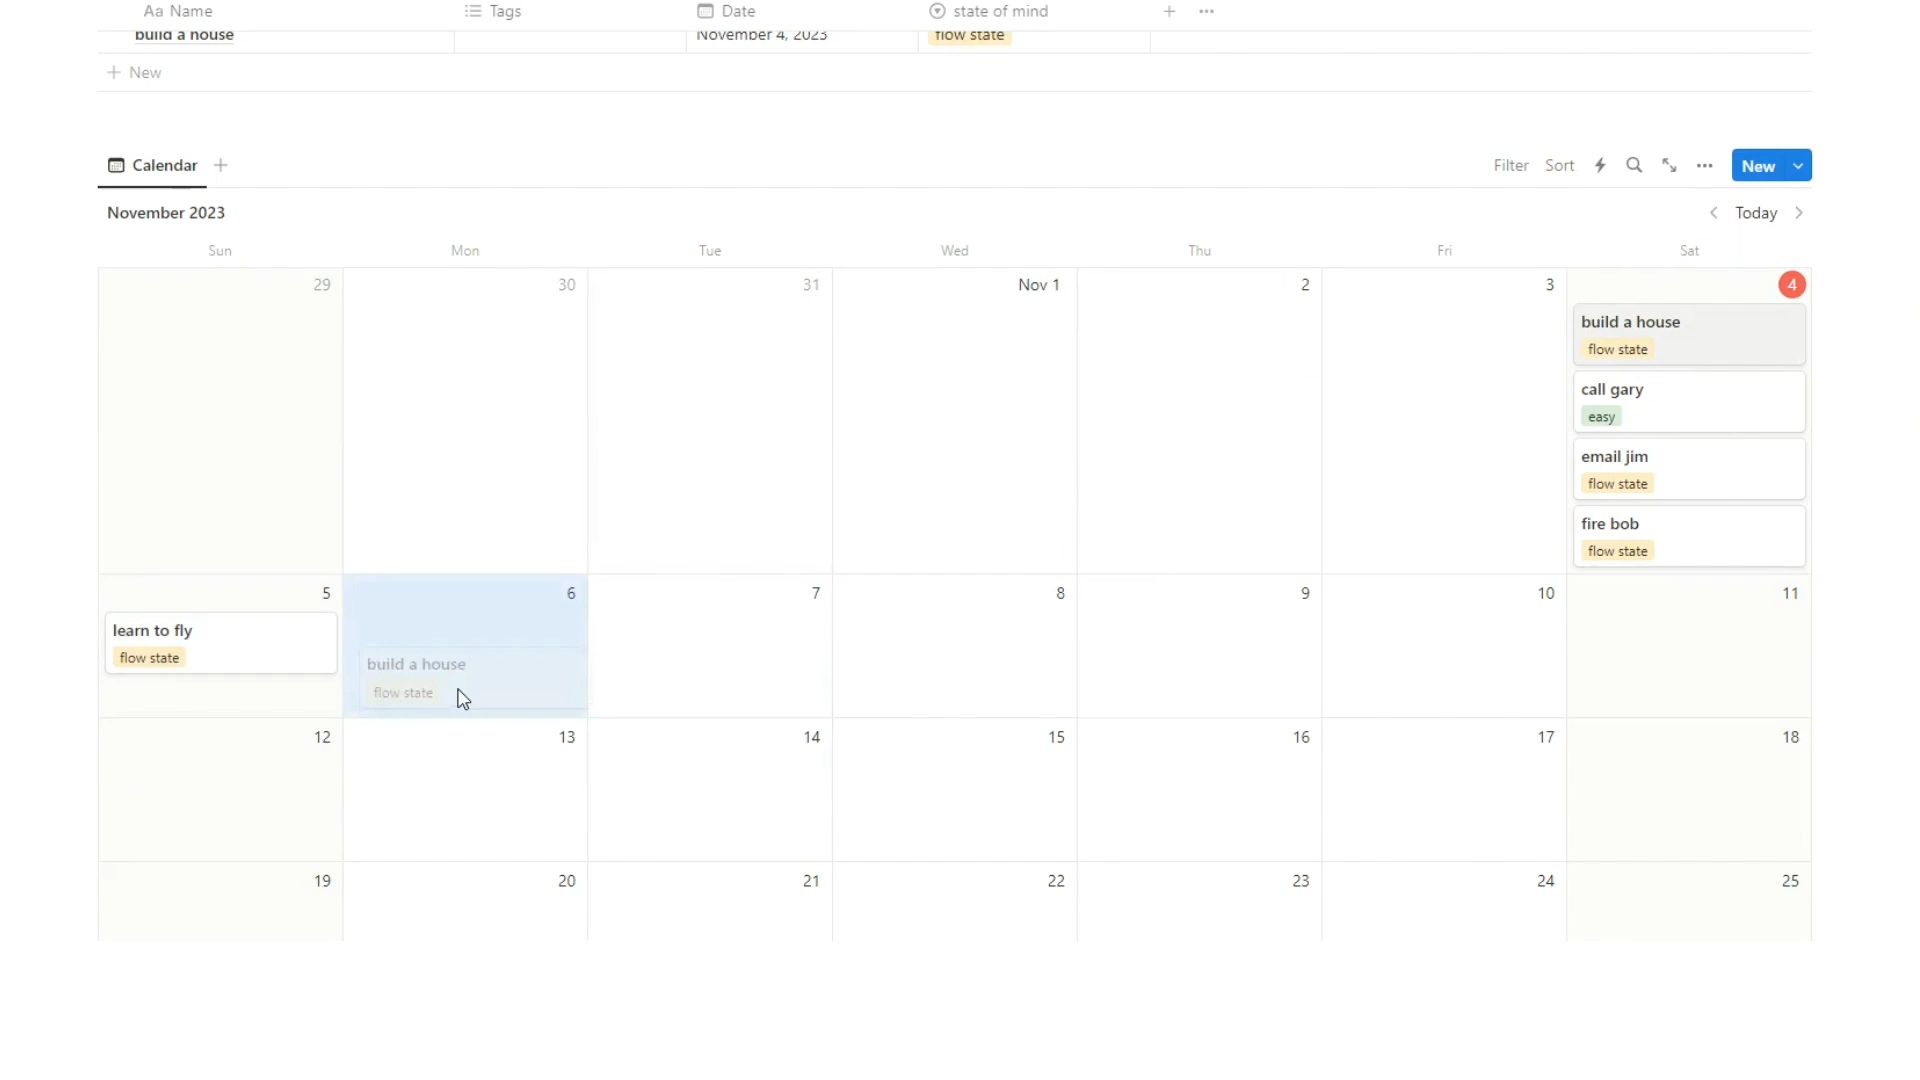 Aa Name Tags Date state of mind
build a house November 4, 2023 flow state
New
Calendar Filter Sort New
November 2023 Today
Sun Mon Tue Wed Thu Fri Sat
29 30 31 Nov 1 2 3 4
build a house
flow state
call gary
easy
email jim
flow state
fire bob
flow state
5 6 7 8 9 10 11
learn to fly
flow state
build a house
flow state
12 13 14 15 16 17 18
19 20 21 22 23 24 25